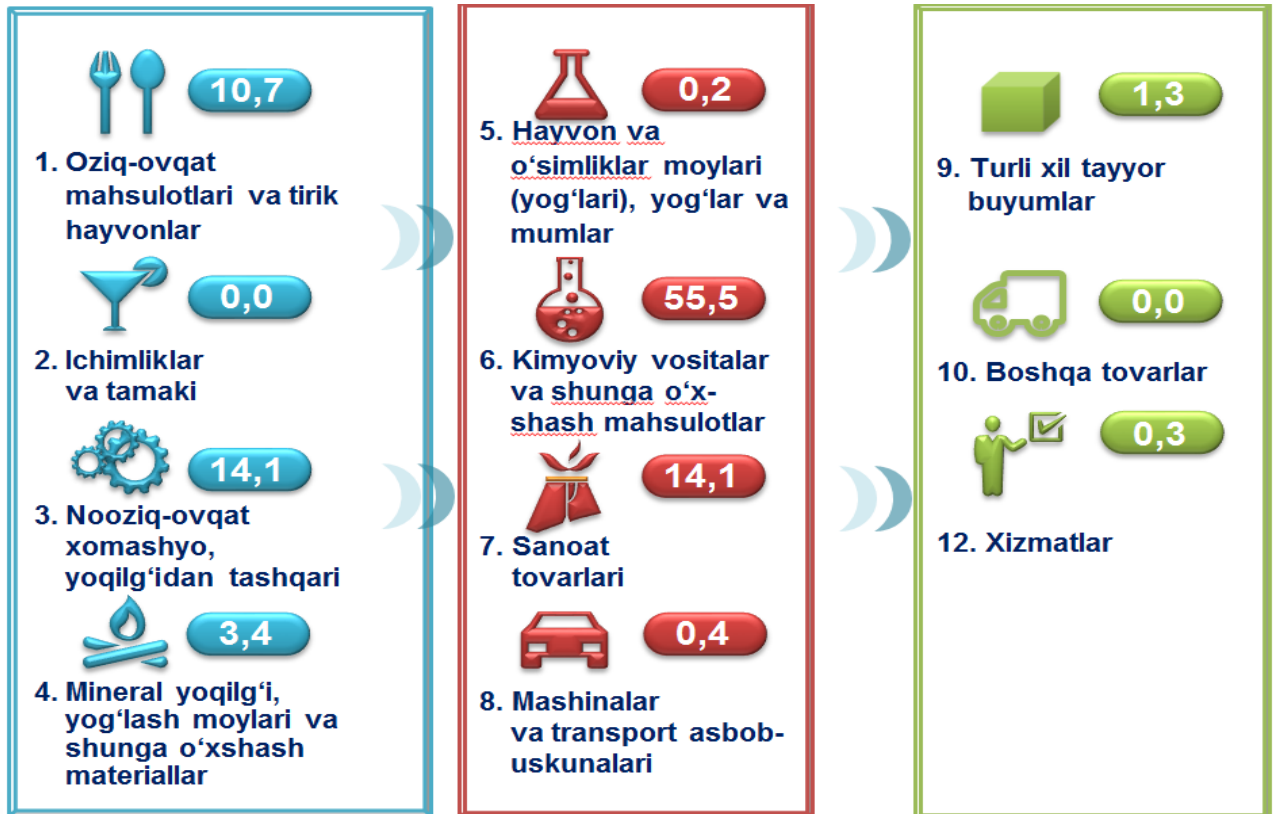 10,7
1. Oziq-ovqat
mahsulotlari va tirik
hayvonlar
0,0
2. Ichimliklar
va tamaki
14,1
3. Nooziq-ovqat
xomashyo,
yoqilg‘idan tashqari
3,4
4. Mineral yoqilg‘i,
yog‘lash moylari va
shunga o‘xshash
materiallar
0,2
5. Hayvon va
o‘simliklar moylari
(yog‘lari), yog‘lar va
mumlar
55,5
6. Kimyoviy vositalar
va shunga o‘x-
shash mahsulotlar
14,1
7. Sanoat
tovarlari
0,4
8. Mashinalar
va transport asbob-
uskunalari
1,3
9. Turli xil tayyor
buyumlar
0,0
10. Boshqa tovarlar
0,3
12. Xizmatlar